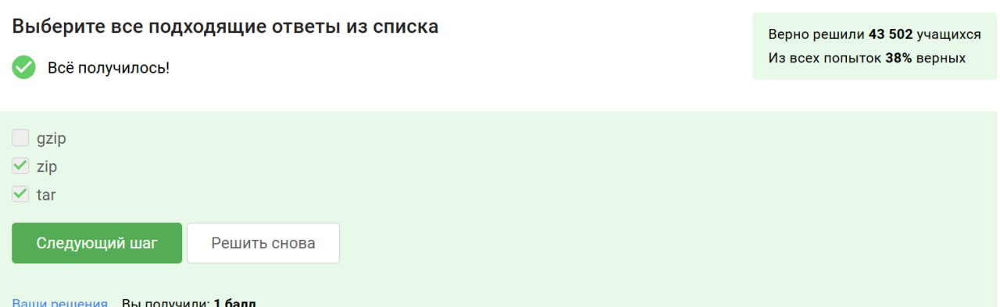 Выберите все подходящие ответы из списка
Верно решили 43 502 учащихся
Из всех попыток 38% верных
Всё получилось!
gzip
zip
tar
Следующий шаг
Решить снова
Ваши решения Вы получили: 1 балл